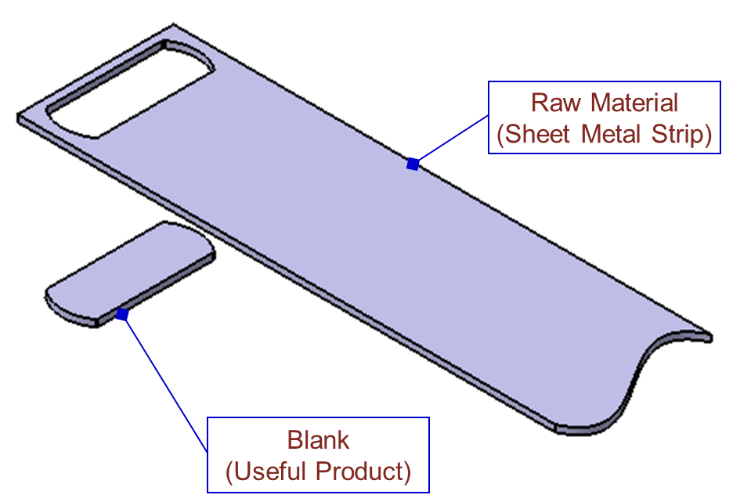 Raw Material
(Sheet Metal Strip)
Blank
(Useful Product)